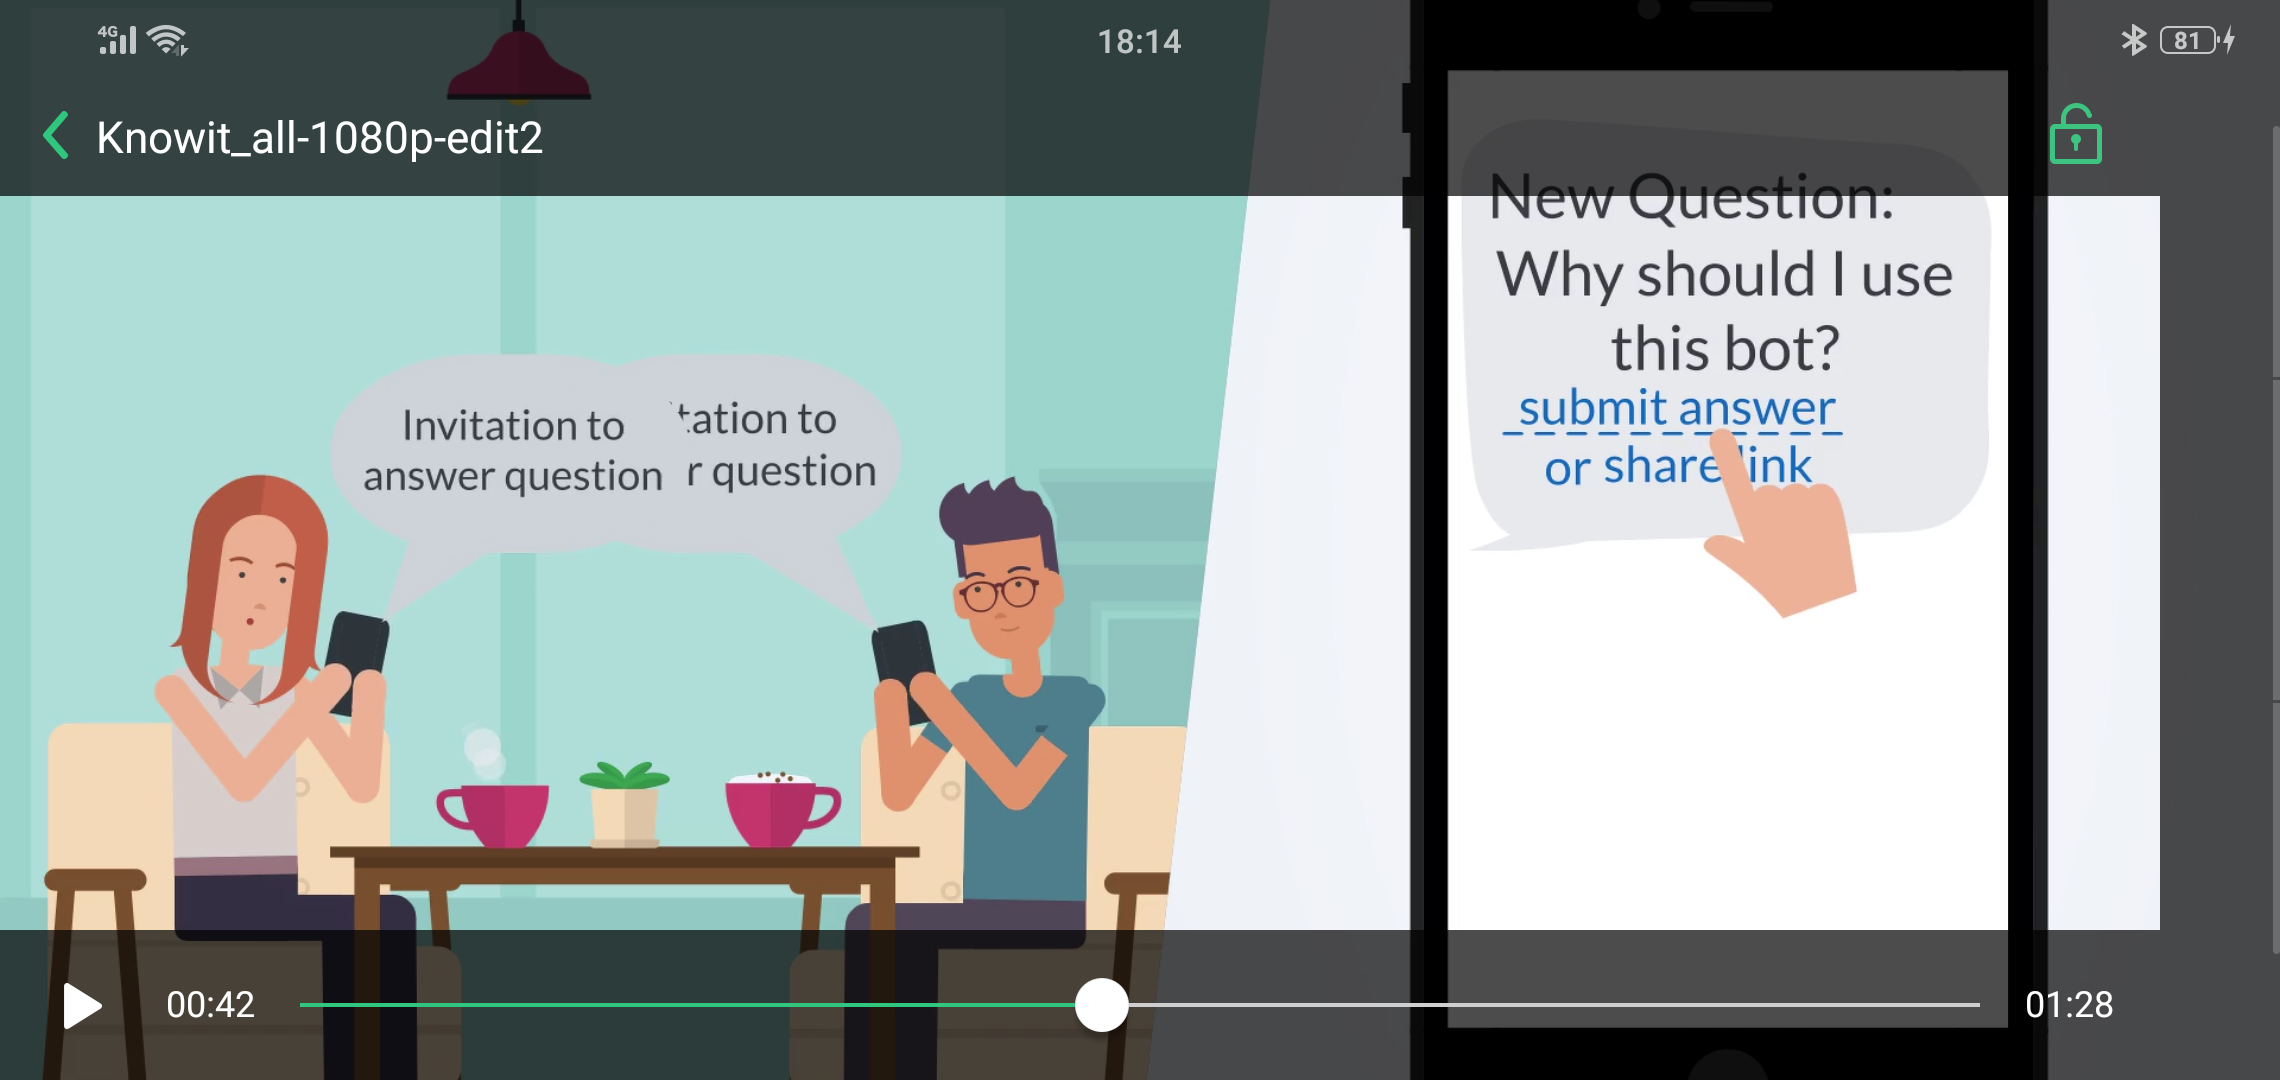 4G
18:14
81
Knowit_all-1080p-edit2
New Question:
Why should I use
this bot?
submit answer
or share link
Invitation to
answer question
tation to
r question
00:42
01:28